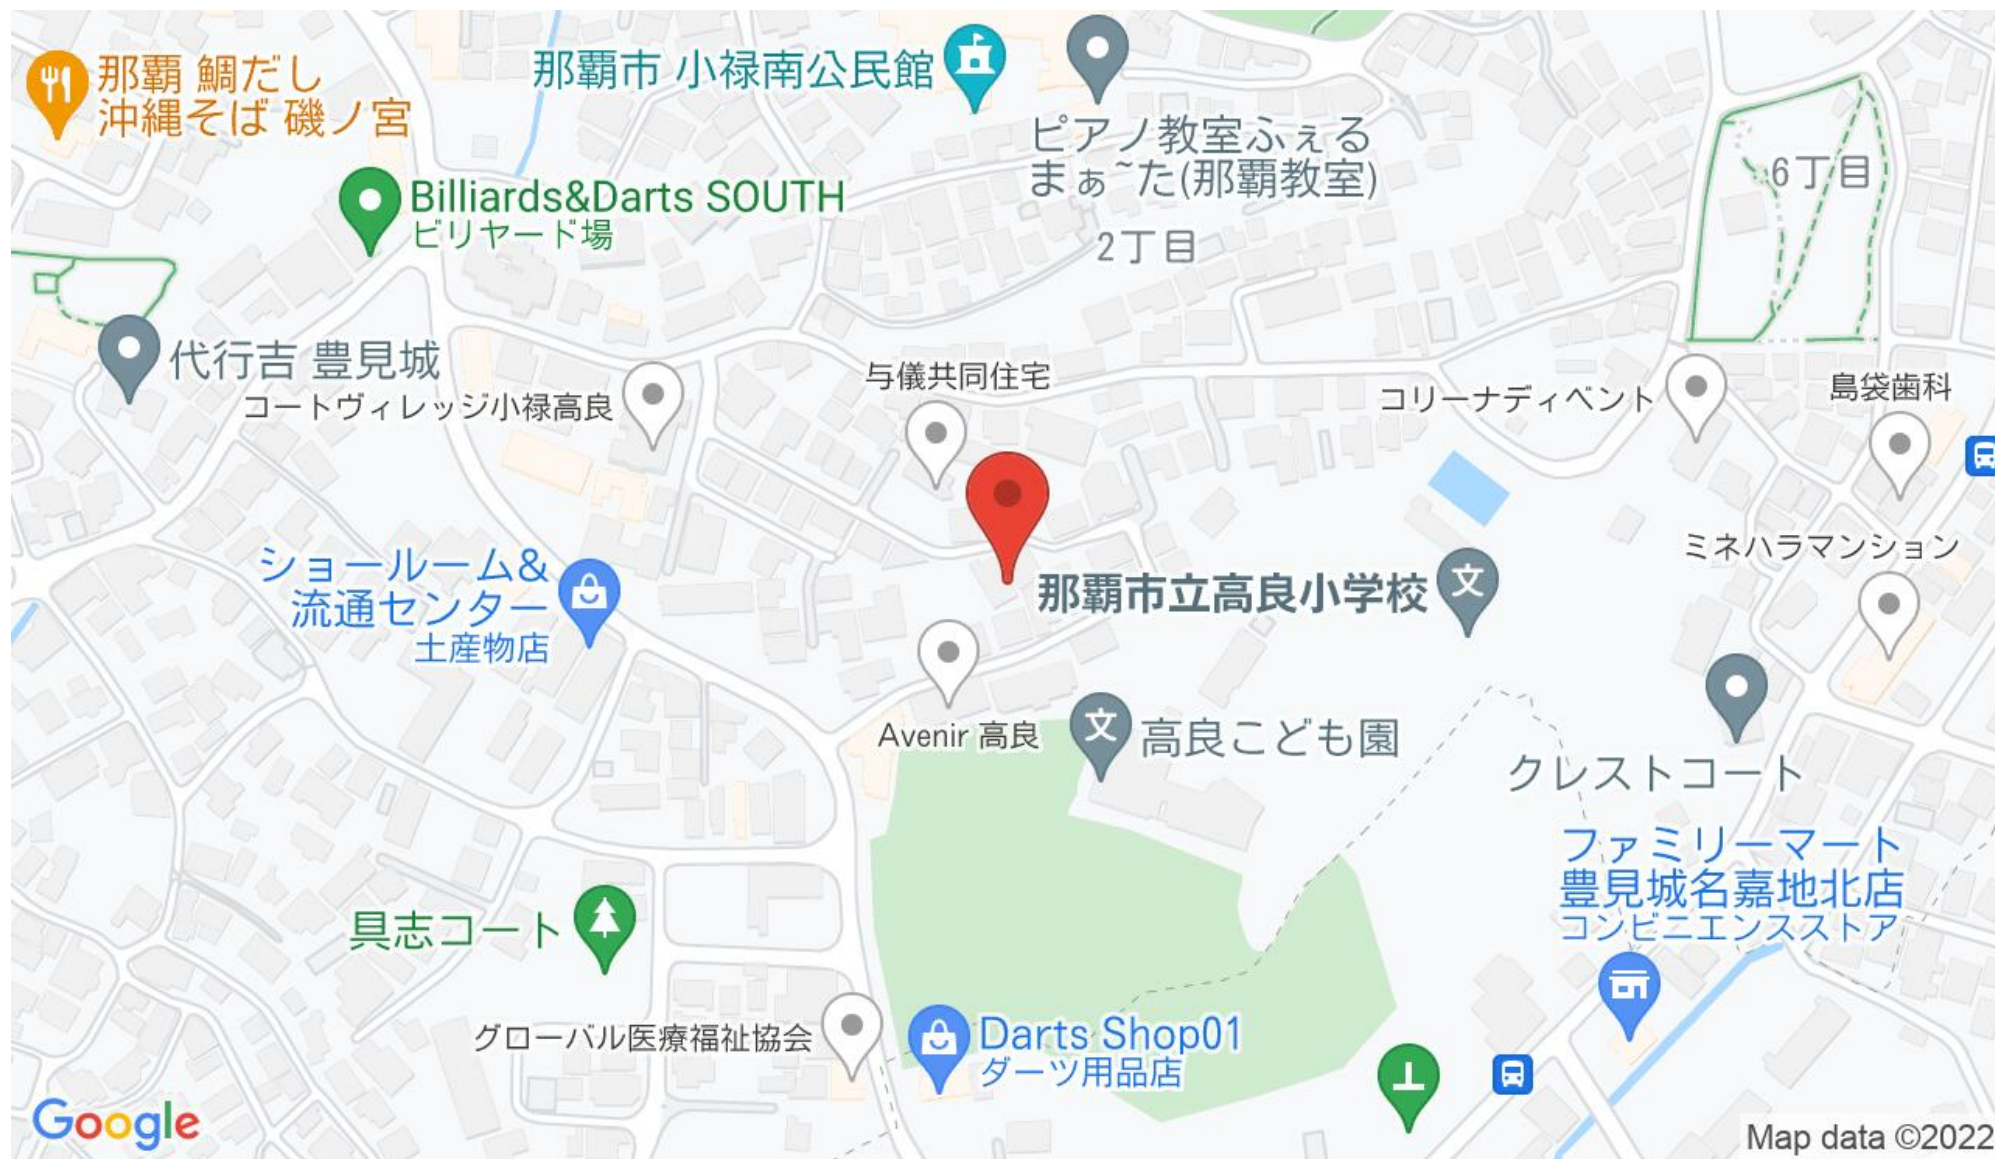 那覇 鯛だし
沖縄そば 磯ノ宮
那覇市 小禄南公民館
ピアノ教室ふぇる
まぁ~た(那覇教室)
6丁目
Billiards&Darts SOUTH
ビリヤード場
2丁目
代行吉 豊見城
コートヴィレッジ小禄高良
与儀共同住宅
コリーナディベント
島袋歯科
ショールーム&
流通センター
土産物店
那覇市立高良小学校
文
ミネハラマンション
Avenir 高良
文
高良こども園
クレストコート
ファミリーマート
豊見城名嘉地北店
コンビニエンスストア
具志コート
グローバル医療福祉協会
Darts Shop01
ダーツ用品店
Google
Map data ©2022